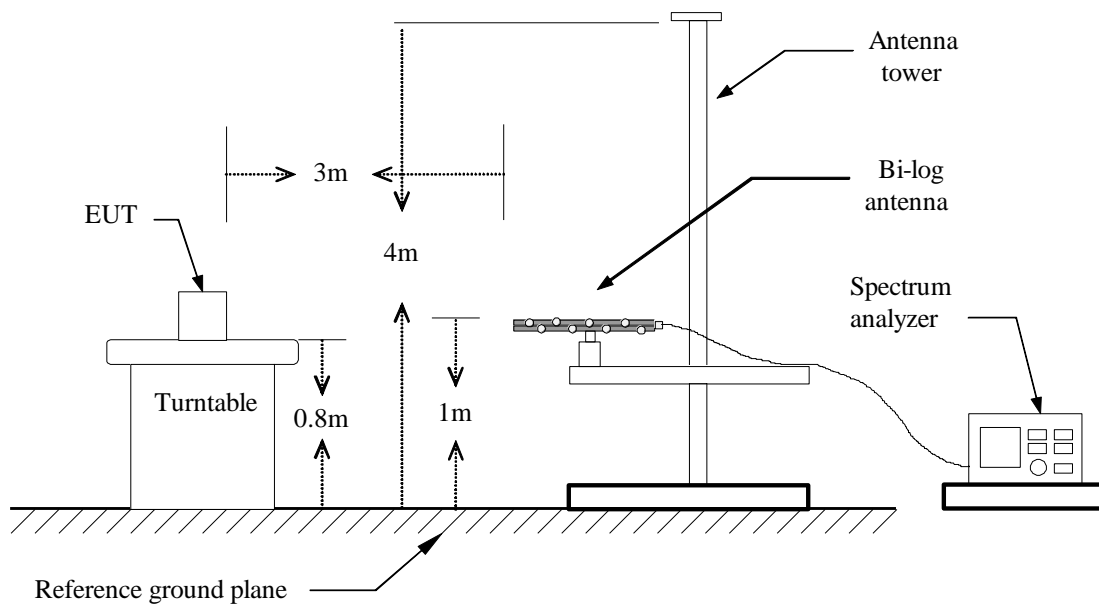 Antenna
tower
3m
Bi-log
antenna
EUT
4m
Spectrum
analyzer
Turntable
0.8m
1m
Reference ground plane